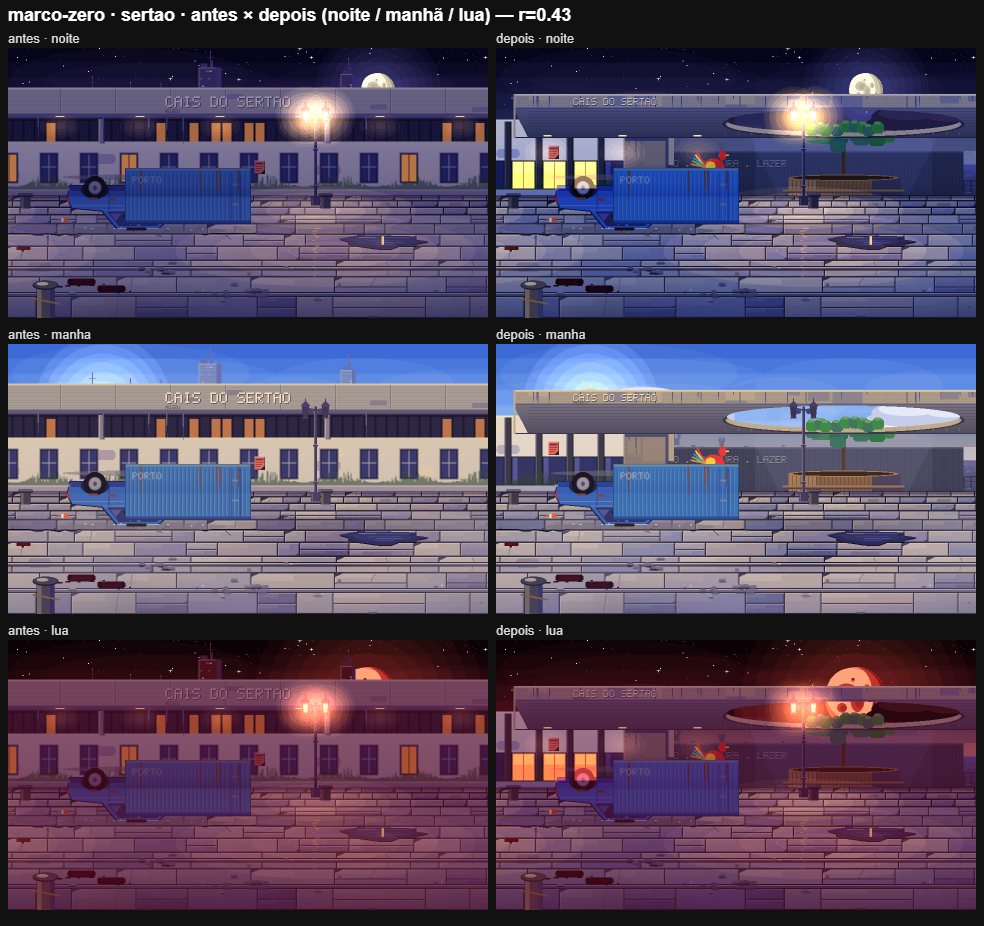 marco-zero · sertao · antes × depois (noite / manhã / lua) — r=0.43
antes · noite
depois · noite
CAIS DO SERTAO
CAIS DO SERTAO
LAZER
PORTO
PORTO
antes · manha
depois · manha
CAIS DO SERTAO
CAIS DO SERTAO
LAZER
PORTO
PORTO
antes · lua
depois · lua
CAIS DO SERTAO
CAIS DO SERTAO
LAZER
PORTO
PORTO